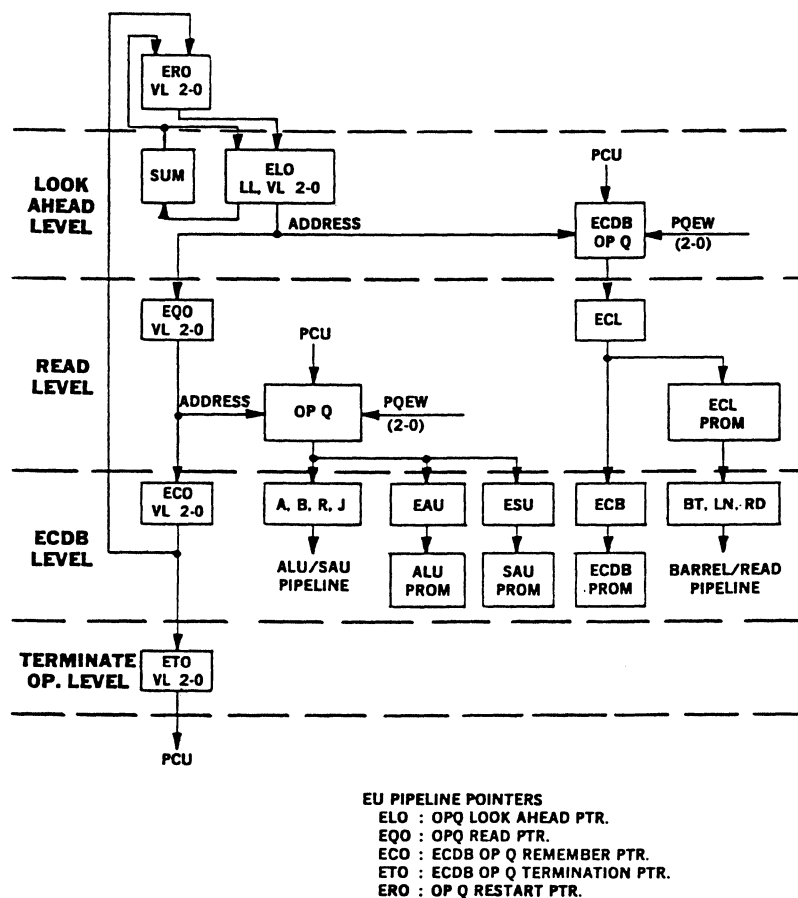 ERO
VL 2-0
LOOK
AHEAD
LEVEL
SUM
ELO
LL, VL 2-0
PCU
ADDRESS
ECDB
OP Q
PQEW
(2-0)
READ
LEVEL
EQO
VL 2-0
PCU
ECL
ADDRESS
OP Q
PQEW
(2-0)
ECL
PROM
ECDB
LEVEL
ECO
VL 2-0
A, B, R, J
EAU
ESU
ECB
BT, LN, RD
ALU/SAU
PIPELINE
ALU
PROM
SAU
PROM
ECDB
PROM
BARREL/READ
PIPELINE
TERMINATE
OP. LEVEL
ETO
VL 2-0
PCU
EU PIPELINE POINTERS
ELO : OPQ LOOK AHEAD PTR.
EQO : OPQ READ PTR.
ECO : ECDB OP Q REMEMBER PTR.
ETO : ECDB OP Q TERMINATION PTR.
ERO : OP Q RESTART PTR.